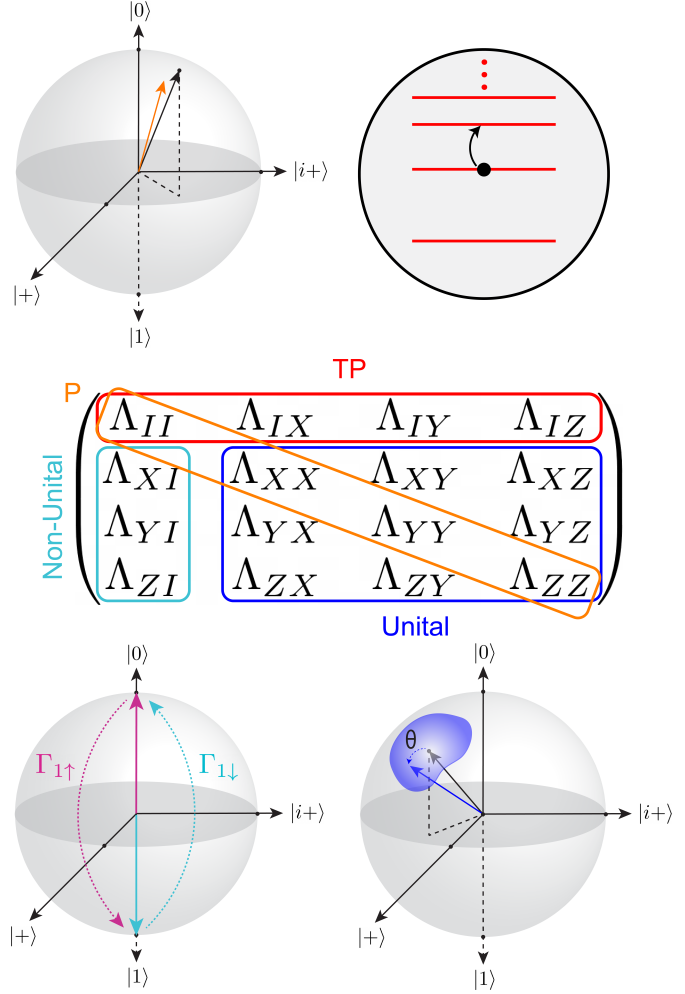 |0⟩
|i+⟩
|+⟩
|1⟩
TP
P
Λ_{II} Λ_{IX} Λ_{IY} Λ_{IZ}
Λ_{XI} Λ_{XX} Λ_{XY} Λ_{XZ}
Λ_{YI} Λ_{YX} Λ_{YY} Λ_{YZ}
Λ_{ZI} Λ_{ZX} Λ_{ZY} Λ_{ZZ}
Non-Unital
Unital
|0⟩
Γ_{1↑} Γ_{1↓}
|i+⟩
|+⟩
|1⟩
|0⟩
θ
|i+⟩
|+⟩
|1⟩